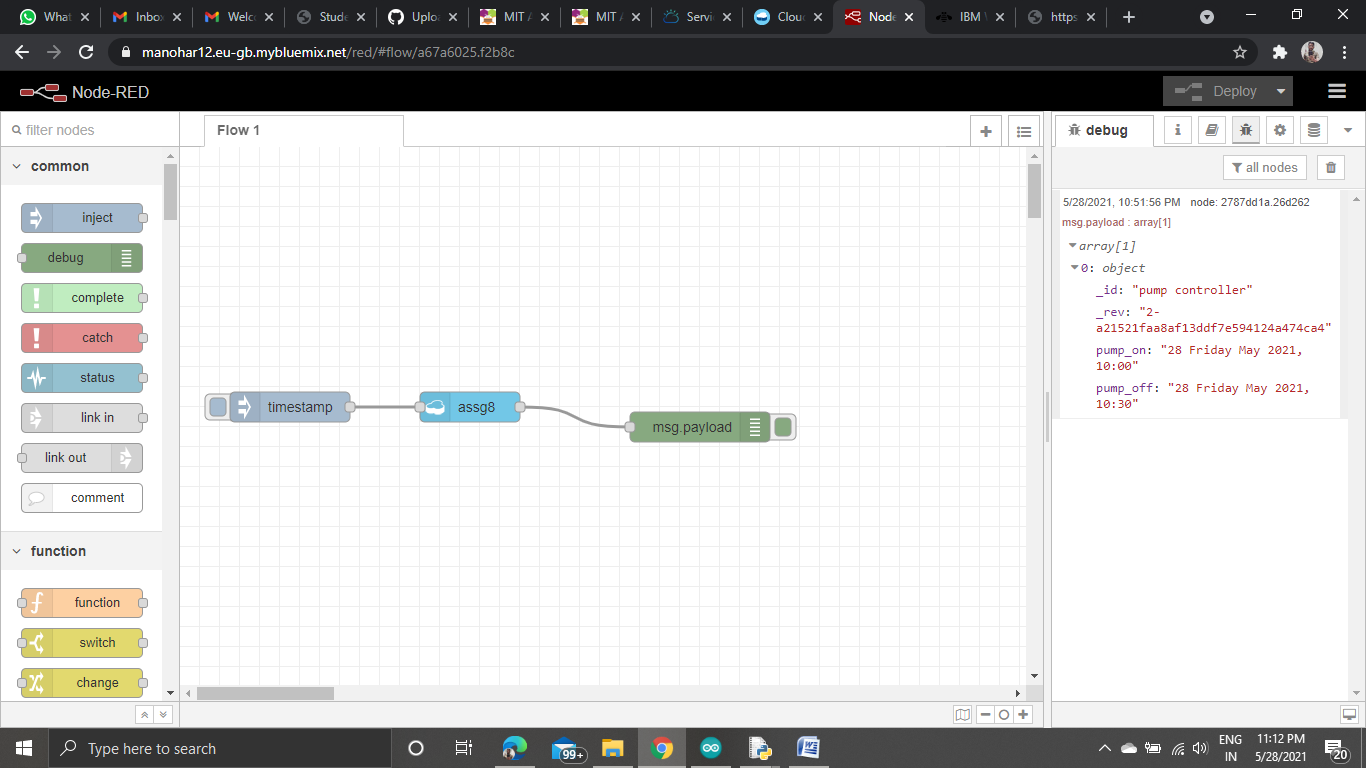 What
Inbox
Welc
Stude
Uploa
MIT A
MIT A
Servic
Cloud
Node
IBM W
https
manohar12.eu-gb.mybluemix.net/red/#flow/a67a6025.f2b8c
Node-RED
Deploy
filter nodes
Flow 1
debug
common
all nodes
inject
debug
complete
catch
status
link in
link out
comment
function
function
switch
change
timestamp
assg8
msg.payload
5/28/2021, 10:51:56 PM node: 2787dd1a.26d262
msg.payload : array[1]
array[1]
0: object
_id: "pump controller"
_rev: "2-
a21521faa8af13ddf7e594124a474ca4"
pump_on: "28 Friday May 2021,
10:00"
pump_off: "28 Friday May 2021,
10:30"
Type here to search
99+
ENG
IN
11:12 PM
5/28/2021
20